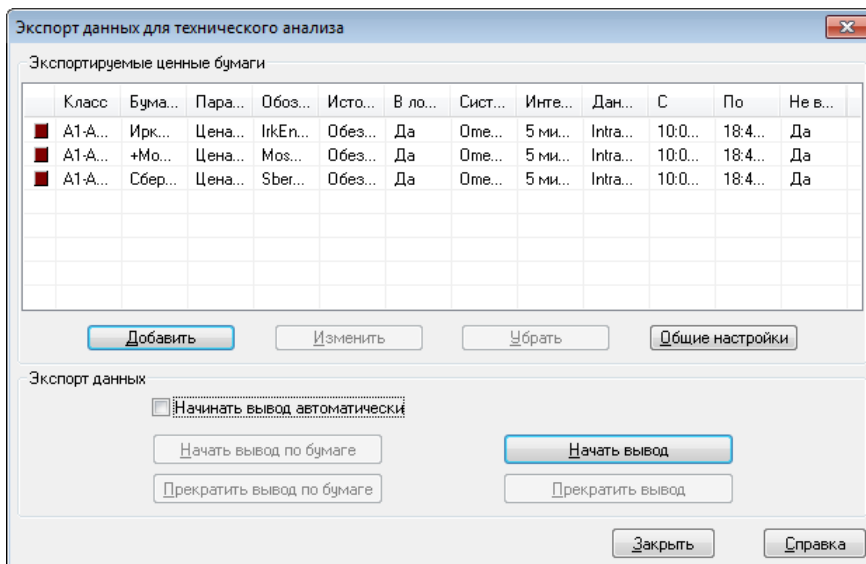 Экспорт данных для технического анализа
Экспортируемые ценные бумаги
Класс Бума... Пара... Обоз... Исто... В ло... Сист... Инте... Дан... С По Не в...
А1-А... Ирк... Цена... IrkEn... Обез... Да Ome... 5 ми... Intra... 10:0... 18:4... Да
А1-А... +Мо... Цена... Mos... Обез... Да Ome... 5 ми... Intra... 10:0... 18:4... Да
А1-А... Сбер... Цена... Sber... Обез... Да Ome... 5 ми... Intra... 10:0... 18:4... Да
Добавить Изменить Убрать Общие настройки
Экспорт данных
Начинать вывод автоматически
Начать вывод по бумаге Начать вывод
Прекратить вывод по бумаге Прекратить вывод
Закрыть Справка